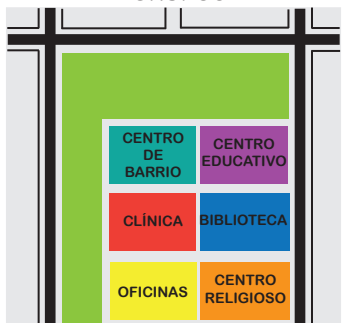 CENTRO
DE
BARRIO
CENTRO
EDUCATIVO
CLÍNICA
BIBLIOTECA
OFICINAS
CENTRO
RELIGIOSO